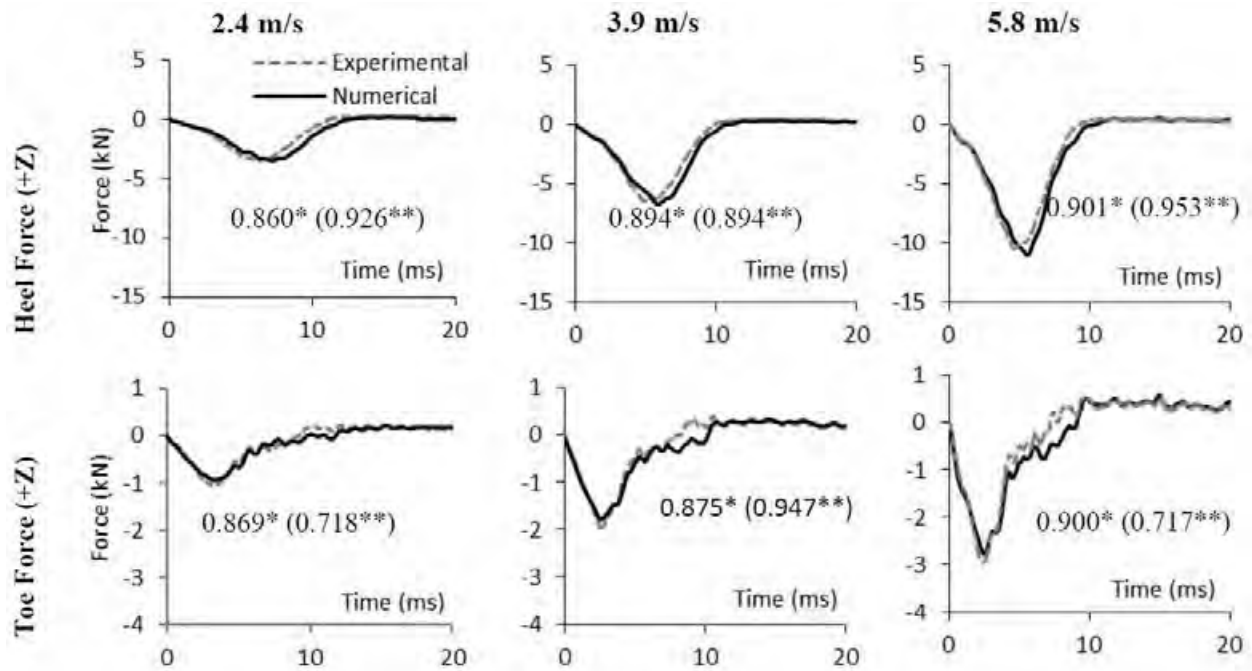 2.4 m/s
3.9 m/s
5.8 m/s
Heel Force (+Z)
Force (kN)
5
0
-5
-10
-15
Experimental
Numerical
0.860* (0.926**)
Time (ms)
0 10 20
5
0
-5
-10
-15
0.894* (0.894**)
Time (ms)
0 10 20
5
0
-5
-10
-15
0.901* (0.953**)
Time (ms)
0 10 20
Toe Force (+Z)
Force (kN)
1
0
-1
-2
-3
-4
0.869* (0.718**)
Time (ms)
0 10 20
1
0
-1
-2
-3
-4
0.875* (0.947**)
Time (ms)
0 10 20
1
0
-1
-2
-3
-4
0.900* (0.717**)
Time (ms)
0 10 20